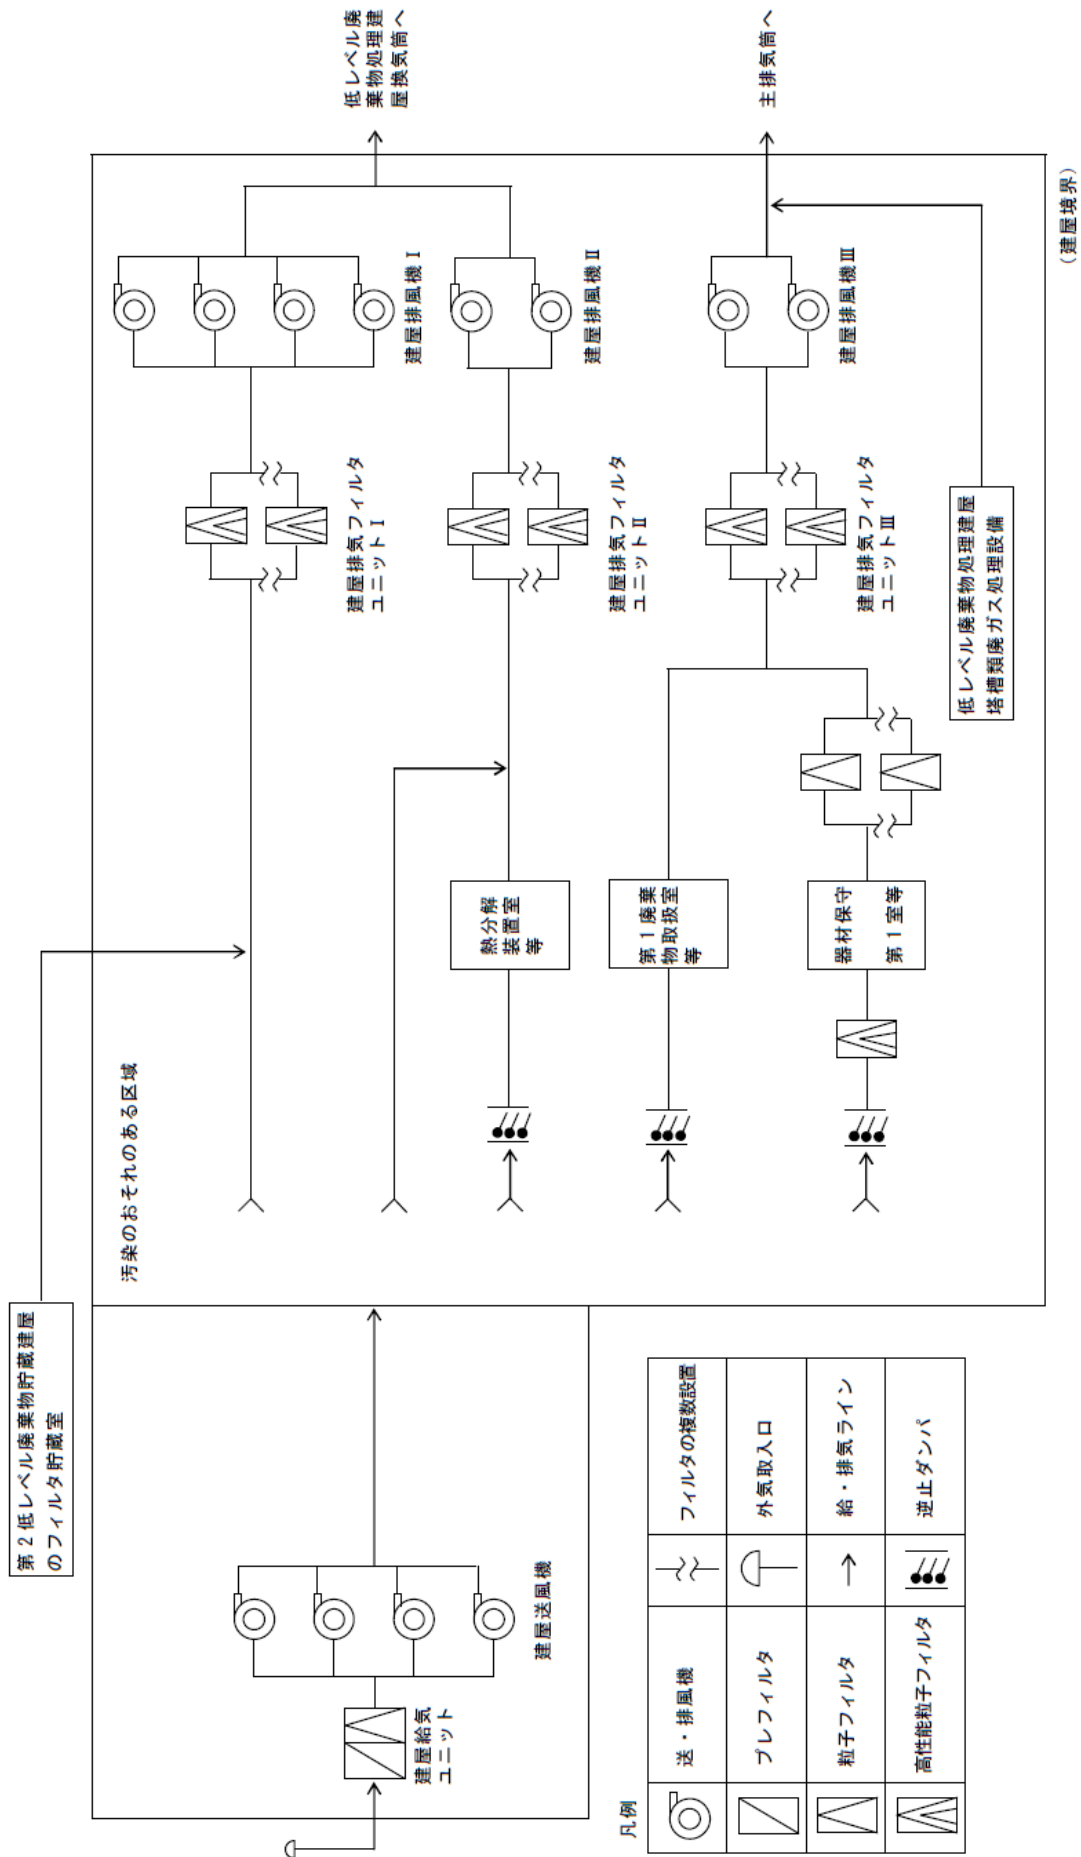 第2低レベル廃棄物貯蔵建屋
のフィルタ貯蔵室
汚染のおそれのある区域
低レベル廃
棄物処理建
屋換気筒へ
主排気筒へ
(建屋境界)
建屋排風機Ⅰ
建屋排風機Ⅱ
建屋排風機Ⅲ
建屋排気フィルタ
ユニットⅠ
建屋排気フィルタ
ユニットⅡ
建屋排気フィルタ
ユニットⅢ
低レベル廃棄物処理建屋
塔槽類廃ガス処理設備
熱分解
装置室
等
第1廃棄
物取扱室
等
器材保守
第1室等
建屋送風機
建屋給気
ユニット
凡例
送・排風機
フィルタの複数設置
プレフィルタ
外気取入口
粒子フィルタ
給・排気ライン
高性能粒子フィルタ
逆止ダンパ